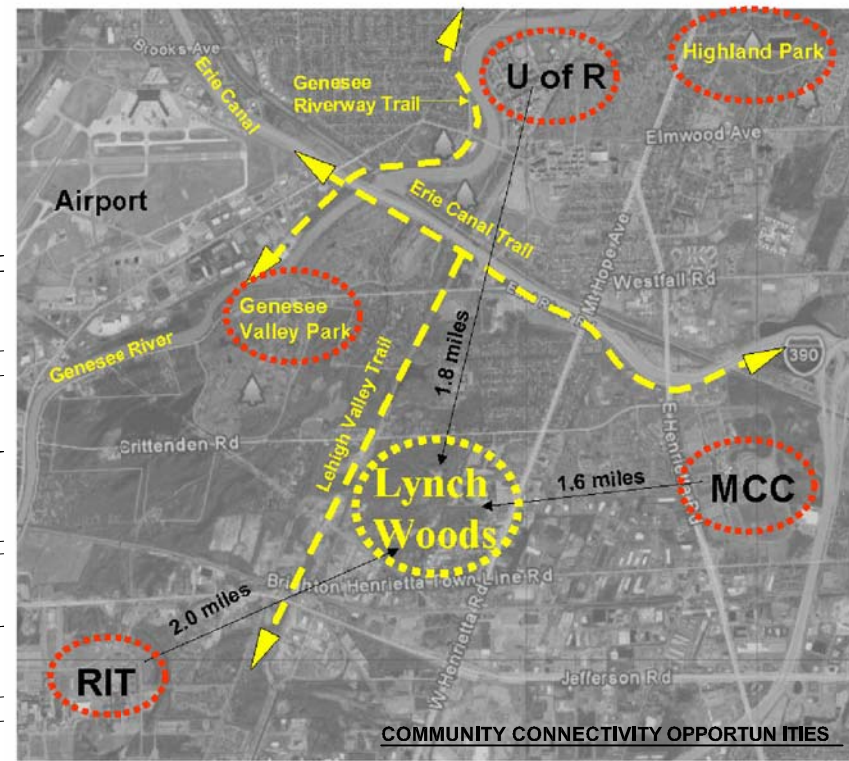 Brooks Ave
Erie Canal
Genesee
Riverway Trail
U of R
Highland Park
Elmwood Ave
Airport
Erie Canal Trail
Mt Hope Ave
Westfall Rd
Genesee
Valley Park
Genesee River
390
1.8 miles
Lehigh Valley Trail
Crittenden Rd
E Henrietta Rd
Lynch
Woods
1.6 miles
MCC
Brighton Henrietta Town Line Rd
2.0 miles
RIT
W Henrietta Rd
Jefferson Rd
COMMUNITY CONNECTIVITY OPPORTUN ITIES